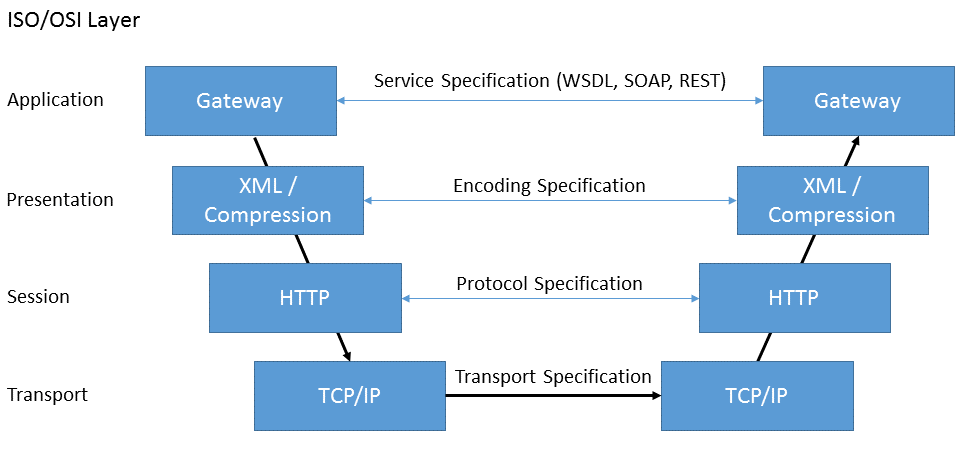 ISO/OSI Layer
Application
Gateway
Service Specification (WSDL, SOAP, REST)
Gateway
Presentation
XML /
Compression
Encoding Specification
XML /
Compression
Session
HTTP
Protocol Specification
HTTP
Transport
TCP/IP
Transport Specification
TCP/IP